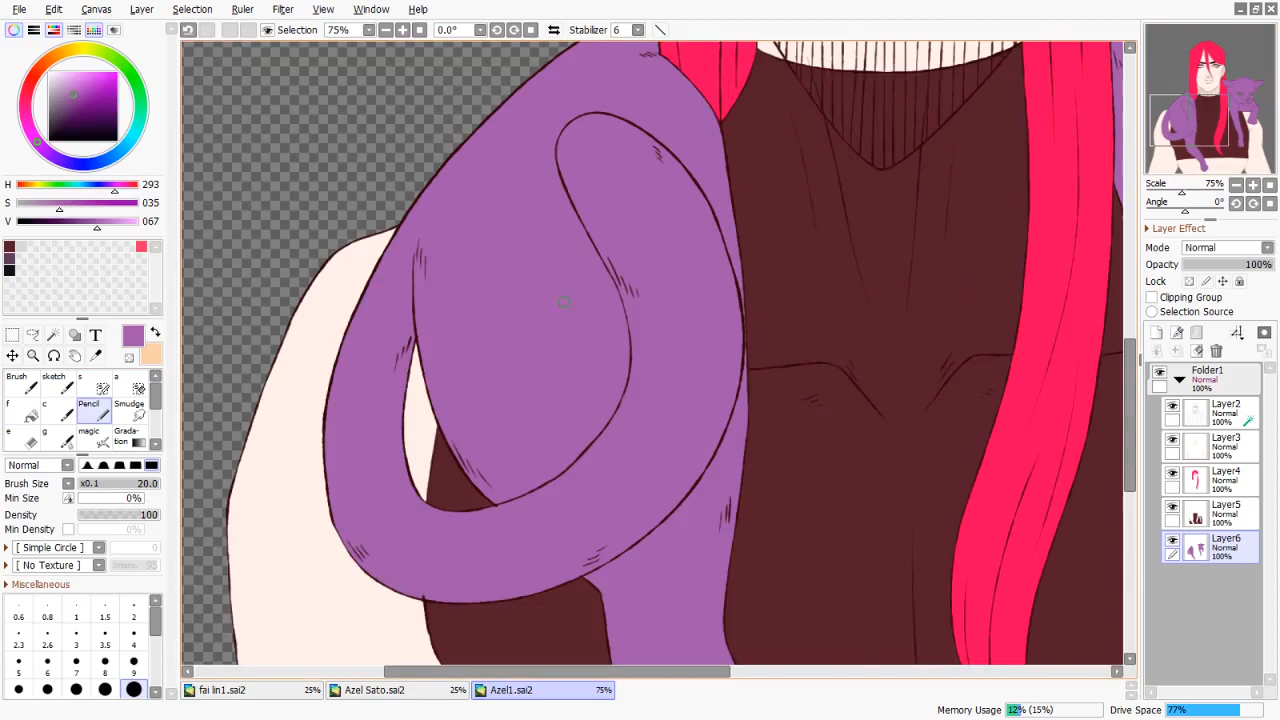 File Edit Canvas Layer Selection Ruler Filter View Window Help
Selection 75% 0.0° Stabilizer 6
H 293
S 035
V 067
T
Brush sketch s a
f c Pencil Smudge
e g magic Grada-
tion
Normal
Brush Size x0.1 20.0
Min Size 0%
Density 100
Min Density 0%
[ Simple Circle ] 0
[ No Texture ] 95
Miscellaneous
0.6 0.8 1 1.5 2
2.3 2.6 3 3.5 4
5 6 7 8 9
Scale 75%
Angle 0°
Layer Effect
Mode Normal
Opacity 100%
Lock
Clipping Group
Selection Source
Folder1
Normal
100%
Layer2
Normal
100%
Layer3
Normal
100%
Layer4
Normal
100%
Layer5
Normal
100%
Layer6
Normal
100%
fai lin1.sai2 25% Azel Sato.sai2 25% Azel1.sai2 75%
Memory Usage 12% (15%) Drive Space 77%